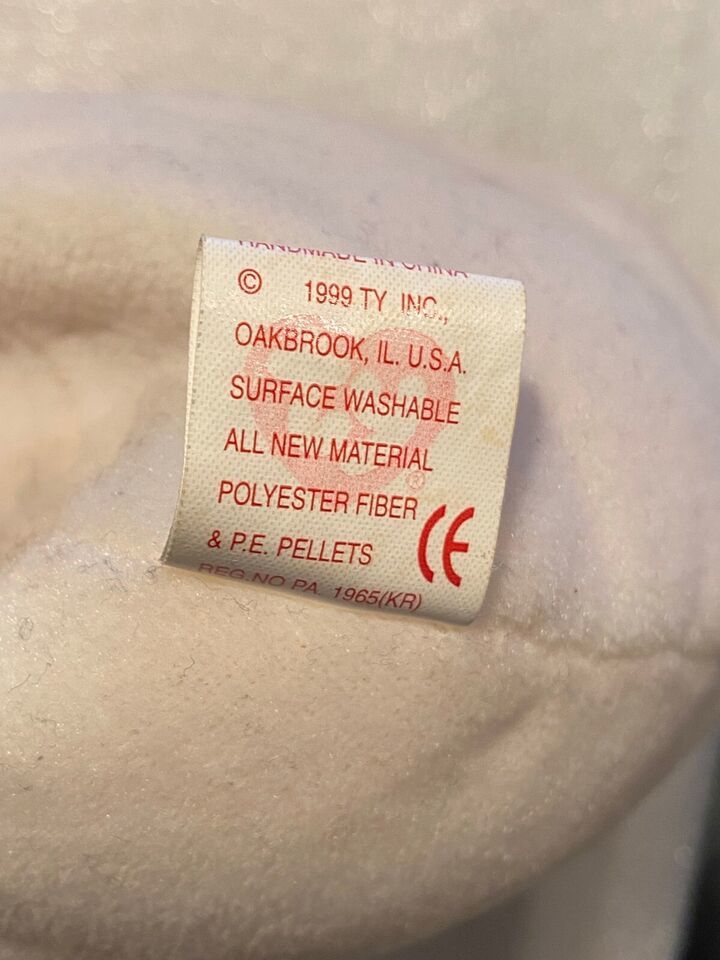 HANDMADE IN CHINA
© 1999 TY INC.,
OAKBROOK, IL. U.S.A.
SURFACE WASHABLE
ALL NEW MATERIAL
POLYESTER FIBER
& P.E. PELLETS
CE
REG.NO PA. 1965(KR)